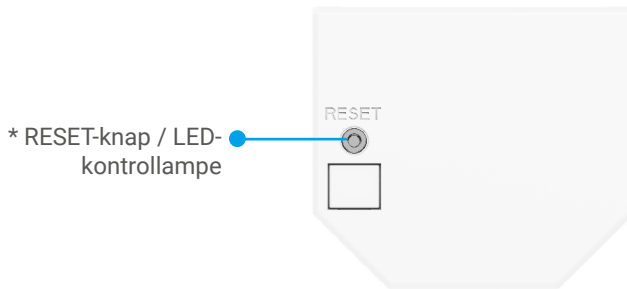 RESET
* RESET-knap / LED-
kontrollampe